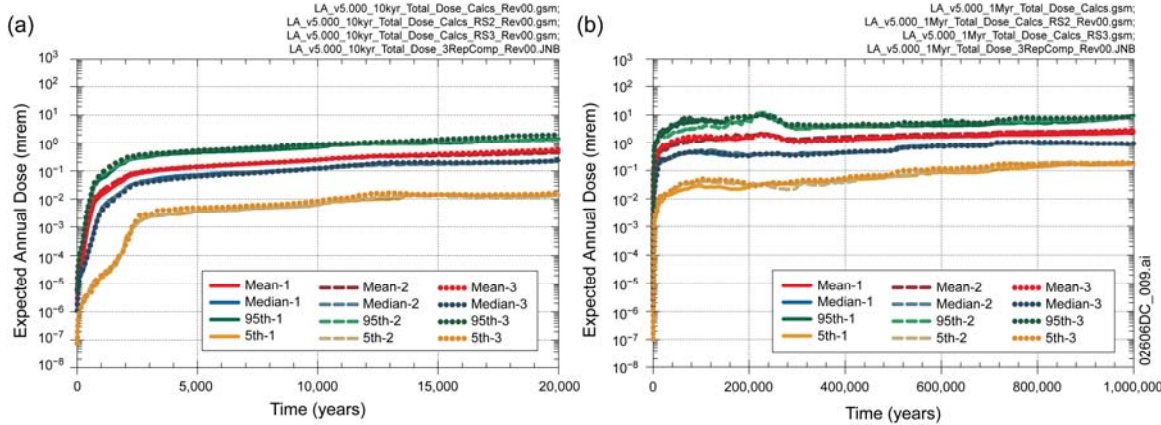 (a)
LA_v5.000_10kyr_Total_Dose_Calcs_Rev00.gsm;
LA_v5.000_10kyr_Total_Dose_Calcs_RS2_Rev00.gsm;
LA_v5.000_10kyr_Total_Dose_Calcs_RS3_Rev00.gsm;
LA_v5.000_10kyr_Total_Dose_3RepComp_Rev00.JNB
Expected Annual Dose (mrem)
10³
10²
10¹
10⁰
10⁻¹
10⁻²
10⁻³
10⁻⁴
10⁻⁵
10⁻⁶
10⁻⁷
10⁻⁸
Mean-1 Mean-2 Mean-3
Median-1 Median-2 Median-3
95th-1 95th-2 95th-3
5th-1 5th-2 5th-3
0 5,000 10,000 15,000 20,000
Time (years)
(b)
LA_v5.000_1Myr_Total_Dose_Calcs.gsm;
LA_v5.000_1Myr_Total_Dose_Calcs_RS2_Rev00.gsm;
LA_v5.000_1Myr_Total_Dose_Calcs_RS3.gsm;
LA_v5.000_1Myr_Total_Dose_3RepComp_Rev00.JNB
Expected Annual Dose (mrem)
10³
10²
10¹
10⁰
10⁻¹
10⁻²
10⁻³
10⁻⁴
10⁻⁵
10⁻⁶
10⁻⁷
10⁻⁸
Mean-1 Mean-2 Mean-3
Median-1 Median-2 Median-3
95th-1 95th-2 95th-3
5th-1 5th-2 5th-3
0 200,000 400,000 600,000 800,000 1,000,000
Time (years)
02606DC_009.ai